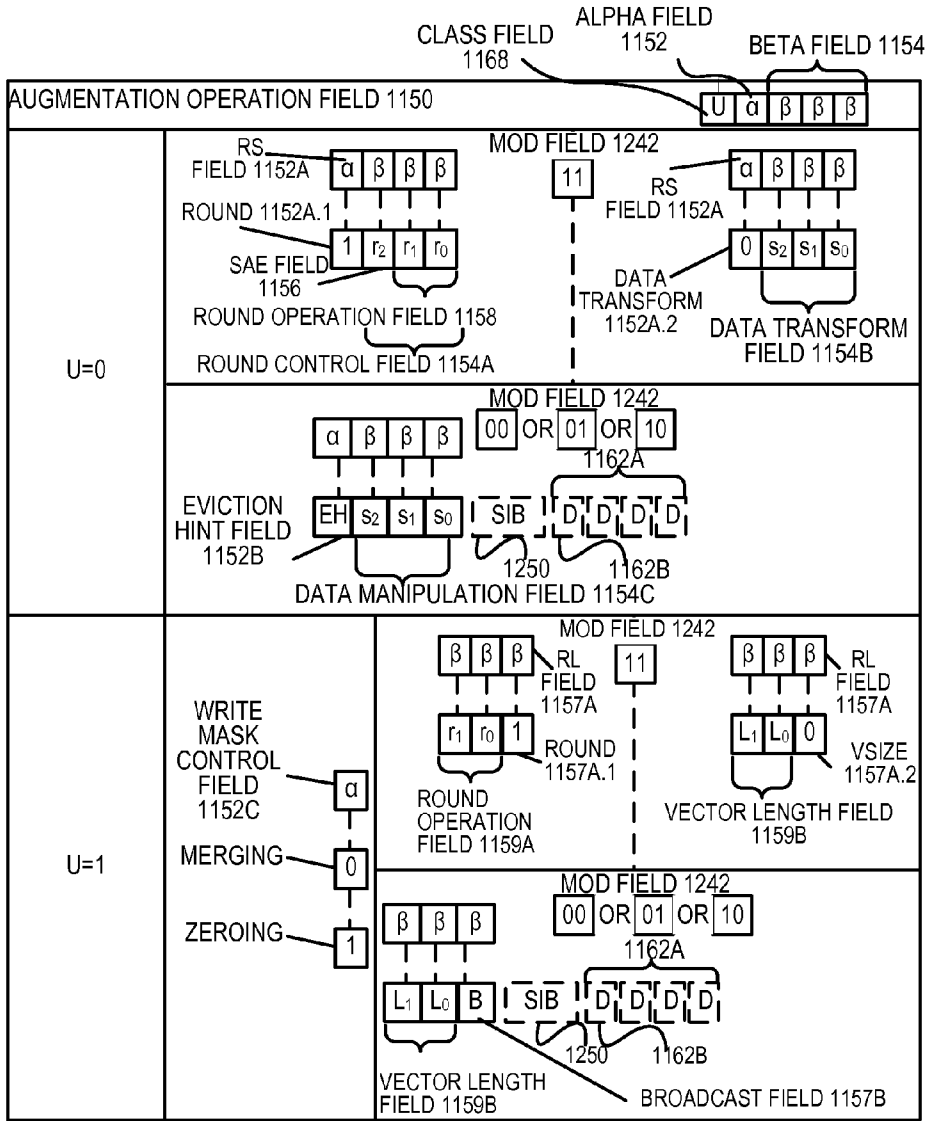 ALPHA FIELD
1152
CLASS FIELD
1168
BETA FIELD 1154
AUGMENTATION OPERATION FIELD 1150
U α β β β
U=0
RS
FIELD 1152A
α β β β
MOD FIELD 1242
11
RS
FIELD 1152A
α β β β
ROUND 1152A.1
1 r2 r1 r0
SAE FIELD
1156
ROUND OPERATION FIELD 1158
ROUND CONTROL FIELD 1154A
0 s2 s1 s0
DATA
TRANSFORM
1152A.2
DATA TRANSFORM
FIELD 1154B
MOD FIELD 1242
00 OR 01 OR 10
α β β β
1162A
EVICTION
HINT FIELD
1152B
EH s2 s1 s0
SIB
D D D D
1250
1162B
DATA MANIPULATION FIELD 1154C
U=1
WRITE
MASK
CONTROL
FIELD
1152C
α
MERGING
0
ZEROING
1
MOD FIELD 1242
11
β β β
RL
FIELD
1157A
β β β
RL
FIELD
1157A
r1 r0 1
ROUND
1157A.1
ROUND
OPERATION
FIELD 1159A
L1 L0 0
VSIZE
1157A.2
VECTOR LENGTH FIELD
1159B
MOD FIELD 1242
00 OR 01 OR 10
β β β
1162A
L1 L0 B
SIB
D D D D
1250
1162B
VECTOR LENGTH
FIELD 1159B
BROADCAST FIELD 1157B